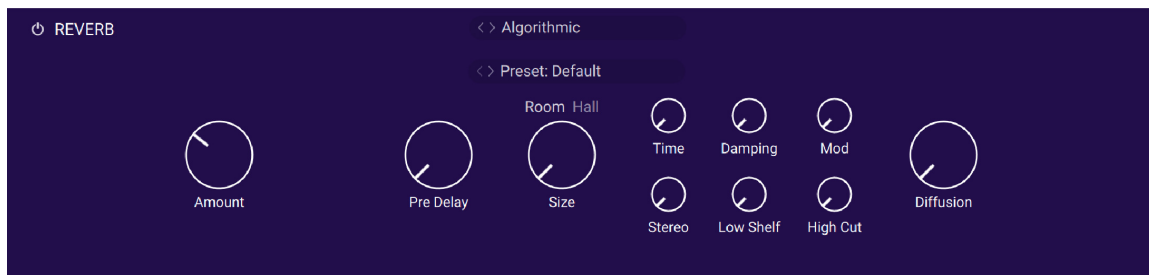 REVERB
Algorithmic
Preset: Default
Room Hall
Time Damping Mod
Amount Pre Delay Size Diffusion
Stereo Low Shelf High Cut